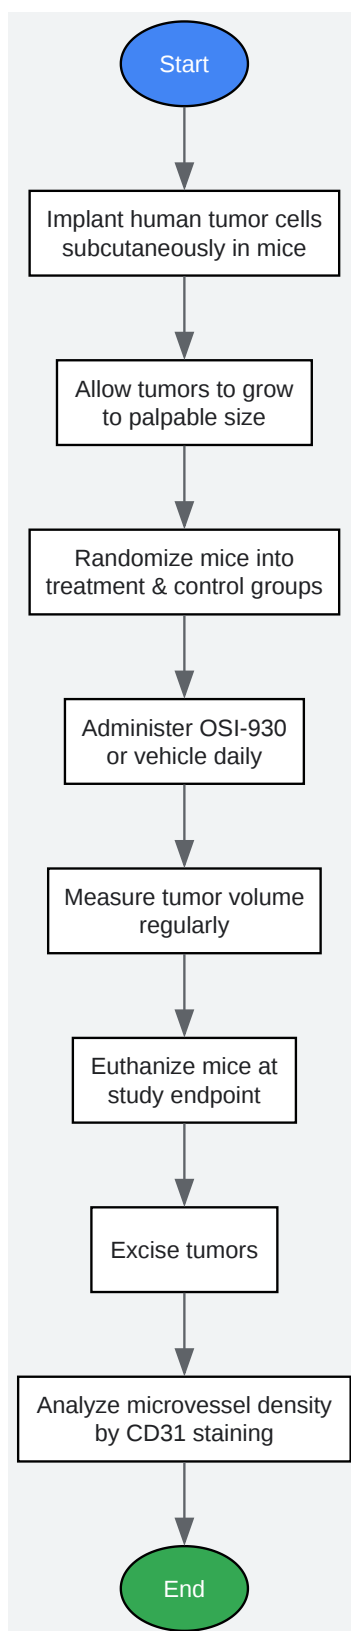 Start
Implant human tumor cells
subcutaneously in mice
Allow tumors to grow
to palpable size
Randomize mice into
treatment & control groups
Administer OSI-930
or vehicle daily
Measure tumor volume
regularly
Euthanize mice at
study endpoint
Excise tumors
Analyze microvessel density
by CD31 staining
End